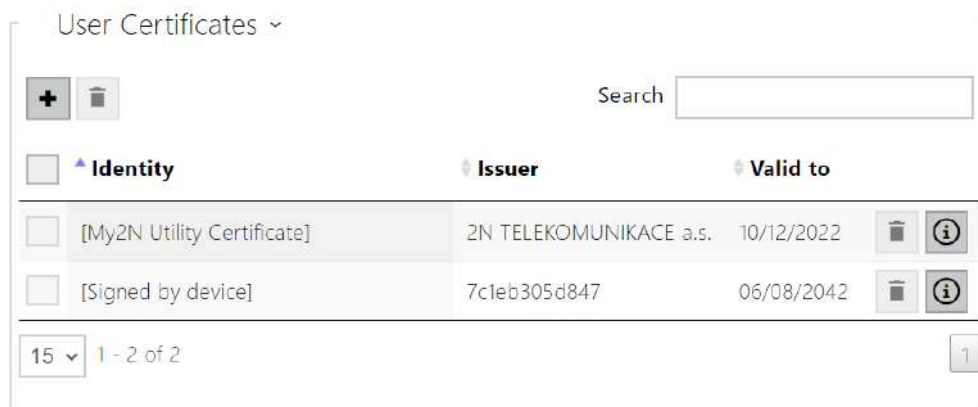 User Certificates
Search
Identity Issuer Valid to
[My2N Utility Certificate] 2N TELEKOMUNIKACE a.s. 10/12/2022
[Signed by device] 7c1eb305d847 06/08/2042
15 1 - 2 of 2 1